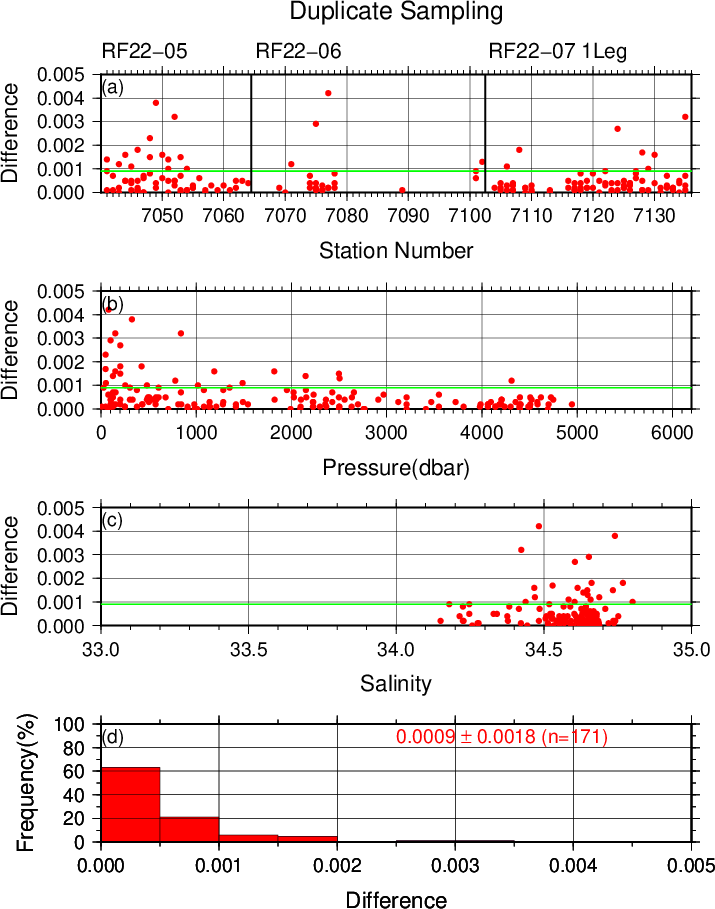 Duplicate Sampling
RF22−05 RF22−06 RF22−07 1Leg
(a)
0.005
0.004
0.003
0.002
0.001
0.000
Difference
7050 7060 7070 7080 7090 7100 7110 7120 7130
Station Number
(b)
0.005
0.004
0.003
0.002
0.001
0.000
Difference
0 1000 2000 3000 4000 5000 6000
Pressure(dbar)
(c)
0.005
0.004
0.003
0.002
0.001
0.000
Difference
33.0 33.5 34.0 34.5 35.0
Salinity
(d)
0.0009 ± 0.0018 (n=171)
100
80
60
40
20
0
Frequency(%)
0.000 0.001 0.002 0.003 0.004 0.005
Difference